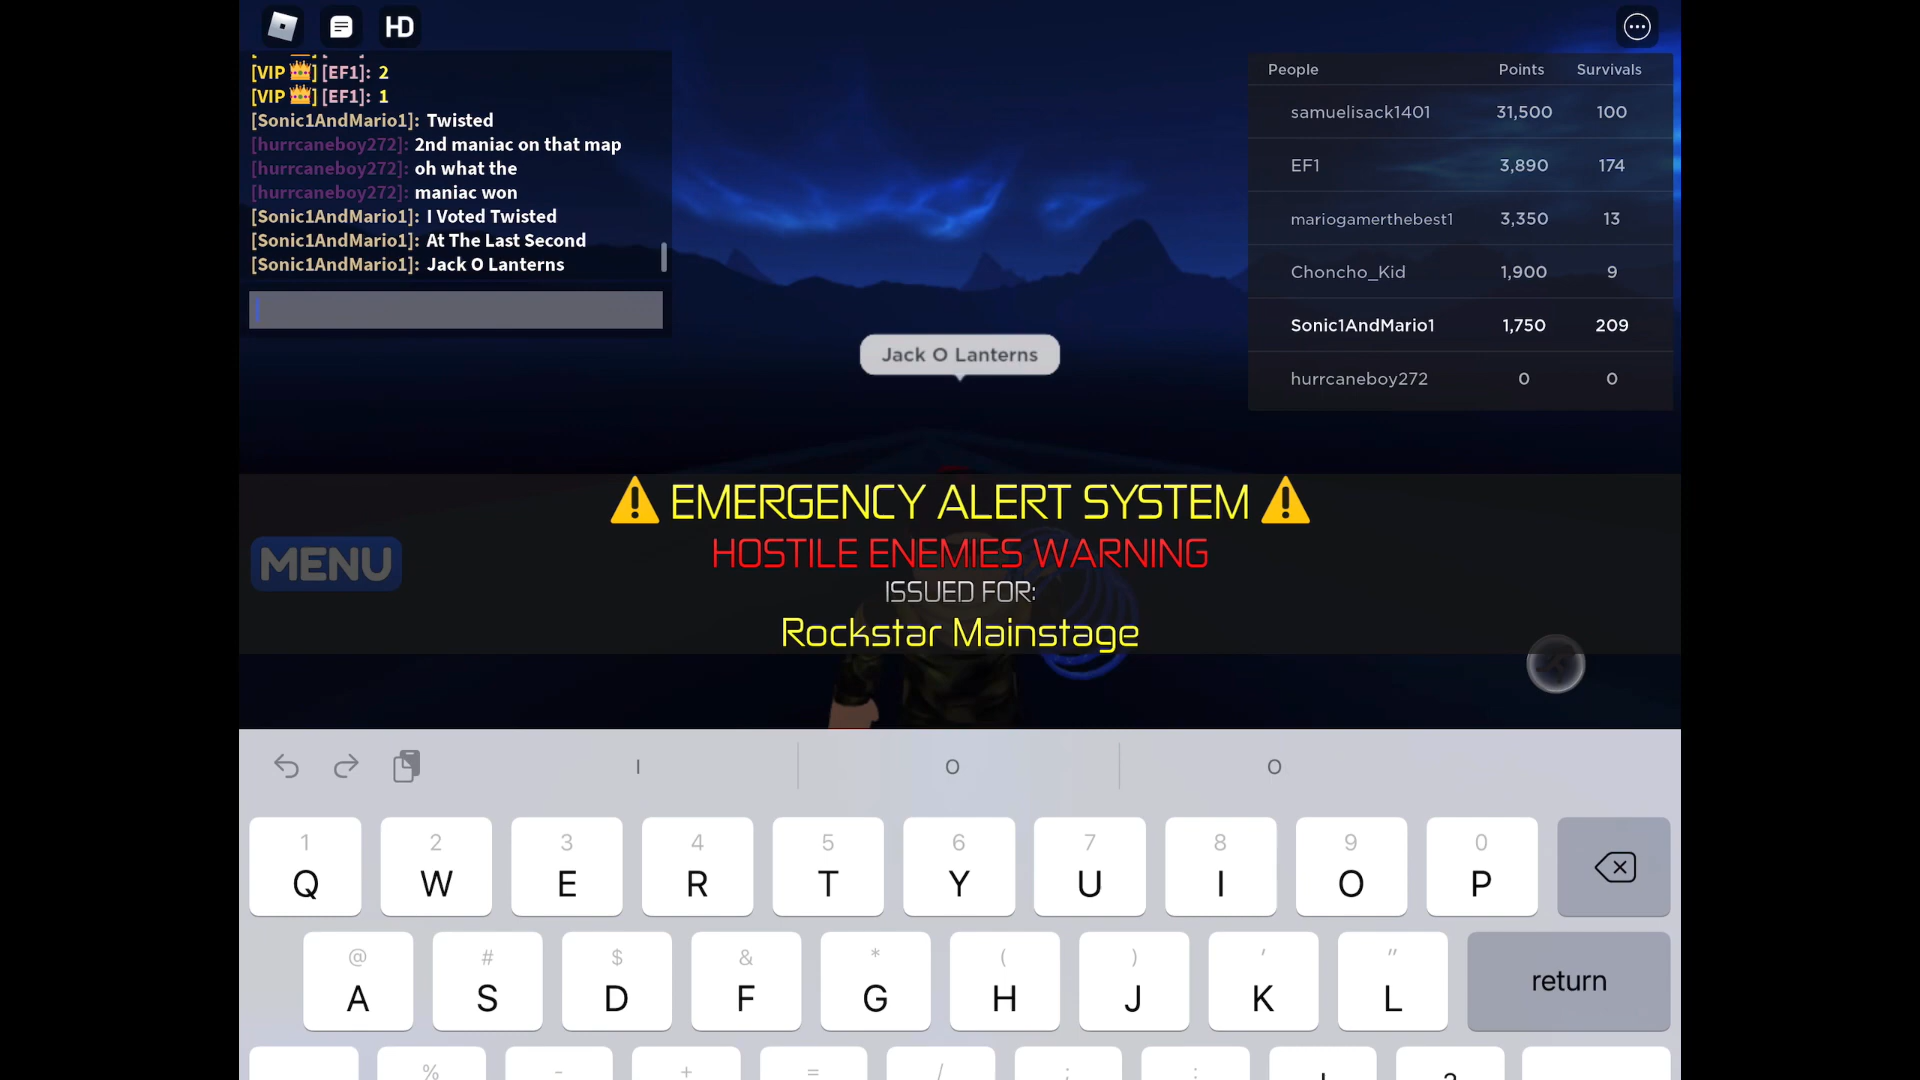 HD
[VIP 👑] [EF1]: 2
[VIP 👑] [EF1]: 1
[Sonic1AndMario1]: Twisted
[hurrcaneboy272]: 2nd maniac on that map
[hurrcaneboy272]: oh what the
[hurrcaneboy272]: maniac won
[Sonic1AndMario1]: I Voted Twisted
[Sonic1AndMario1]: At The Last Second
[Sonic1AndMario1]: Jack O Lanterns
People Points Survivals
samuelisack1401 31,500 100
EF1 3,890 174
mariogamerthebest1 3,350 13
Choncho_Kid 1,900 9
Sonic1AndMario1 1,750 209
hurrcaneboy272 0 0
Jack O Lanterns
⚠️ EMERGENCY ALERT SYSTEM ⚠️
HOSTILE ENEMIES WARNING
ISSUED FOR:
Rockstar Mainstage
MENU
I O O
1 2 3 4 5 6 7 8 9 0
Q W E R T Y U I O P
@ # $ & * ( ) ' "
A S D F G H J K L return
% - + = / ; :